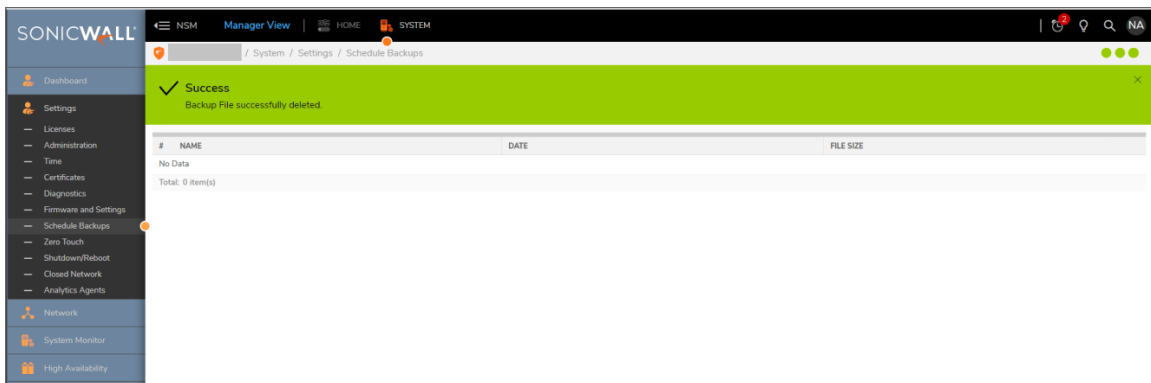 SONICWALL
NSM Manager View HOME SYSTEM 2 NA
/ System / Settings / Schedule Backups
Dashboard
Success
Backup File successfully deleted.
Settings
Licenses
Administration
Time
Certificates
Diagnostics
Firmware and Settings
Schedule Backups
Zero Touch
Shutdown/Reboot
Closed Network
Analytics Agents
Network
System Monitor
High Availability
# NAME DATE FILE SIZE
No Data
Total: 0 item(s)